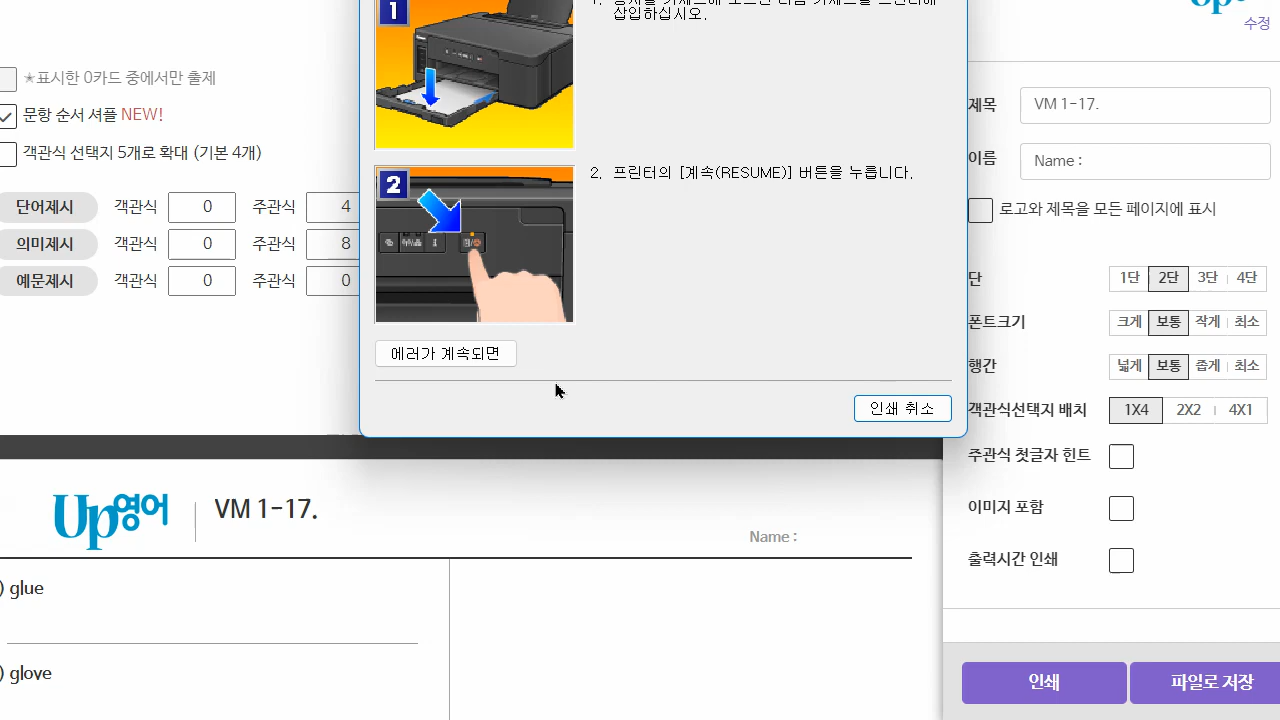 수정
삽입하십시오.
1
★표시한 0카드 중에서만 출제
문항 순서 셔플 NEW!
객관식 선택지 5개로 확대 (기본 4개)
단어제시 객관식 0 주관식 4
의미제시 객관식 0 주관식 8
예문제시 객관식 0 주관식 0
2
2. 프린터의 [계속(RESUME)] 버튼을 누릅니다.
에러가 계속되면
인쇄 취소
제목 VM 1-17.
이름 Name :
로고와 제목을 모든 페이지에 표시
단 1단 2단 3단 4단
폰트크기 크게 보통 작게 최소
행간 넓게 보통 좁게 최소
객관식선택지 배치 1X4 2X2 4X1
주관식 첫글자 힌트
이미지 포함
출력시간 인쇄
인쇄 파일로 저장
Up영어 VM 1-17.
Name :
) glue
) glove